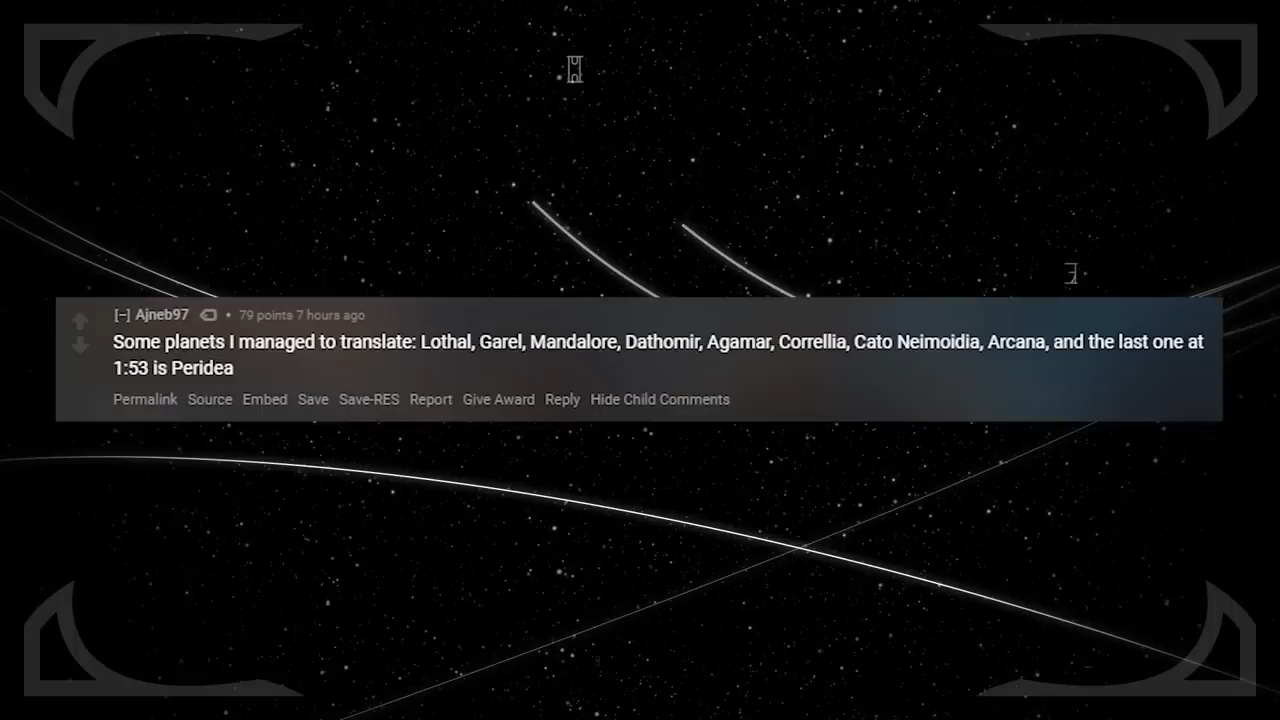 [–] Ajneb97 • 79 points 7 hours ago
Some planets I managed to translate: Lothal, Garel, Mandalore, Dathomir, Agamar, Correllia, Cato Neimoidia, Arcana, and the last one at
1:53 is Peridea
Permalink Source Embed Save Save-RES Report Give Award Reply Hide Child Comments